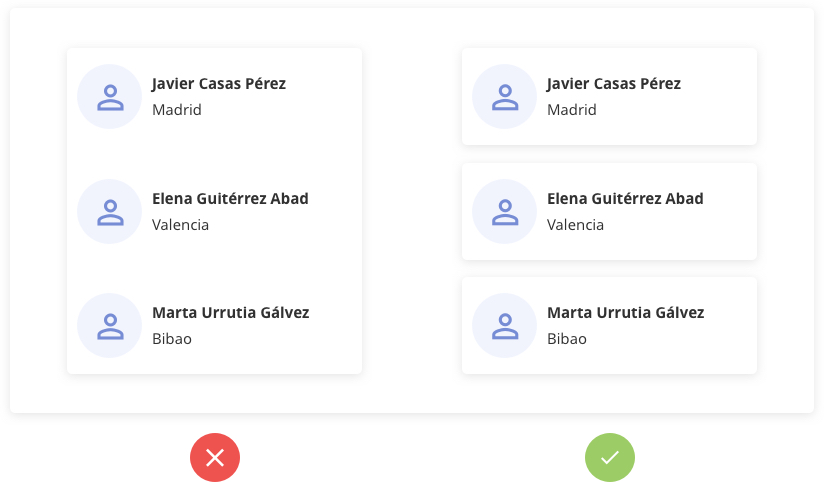 Javier Casas Pérez
Madrid
Elena Guitérrez Abad
Valencia
Marta Urrutia Gálvez
Bibao
Javier Casas Pérez
Madrid
Elena Guitérrez Abad
Valencia
Marta Urrutia Gálvez
Bibao